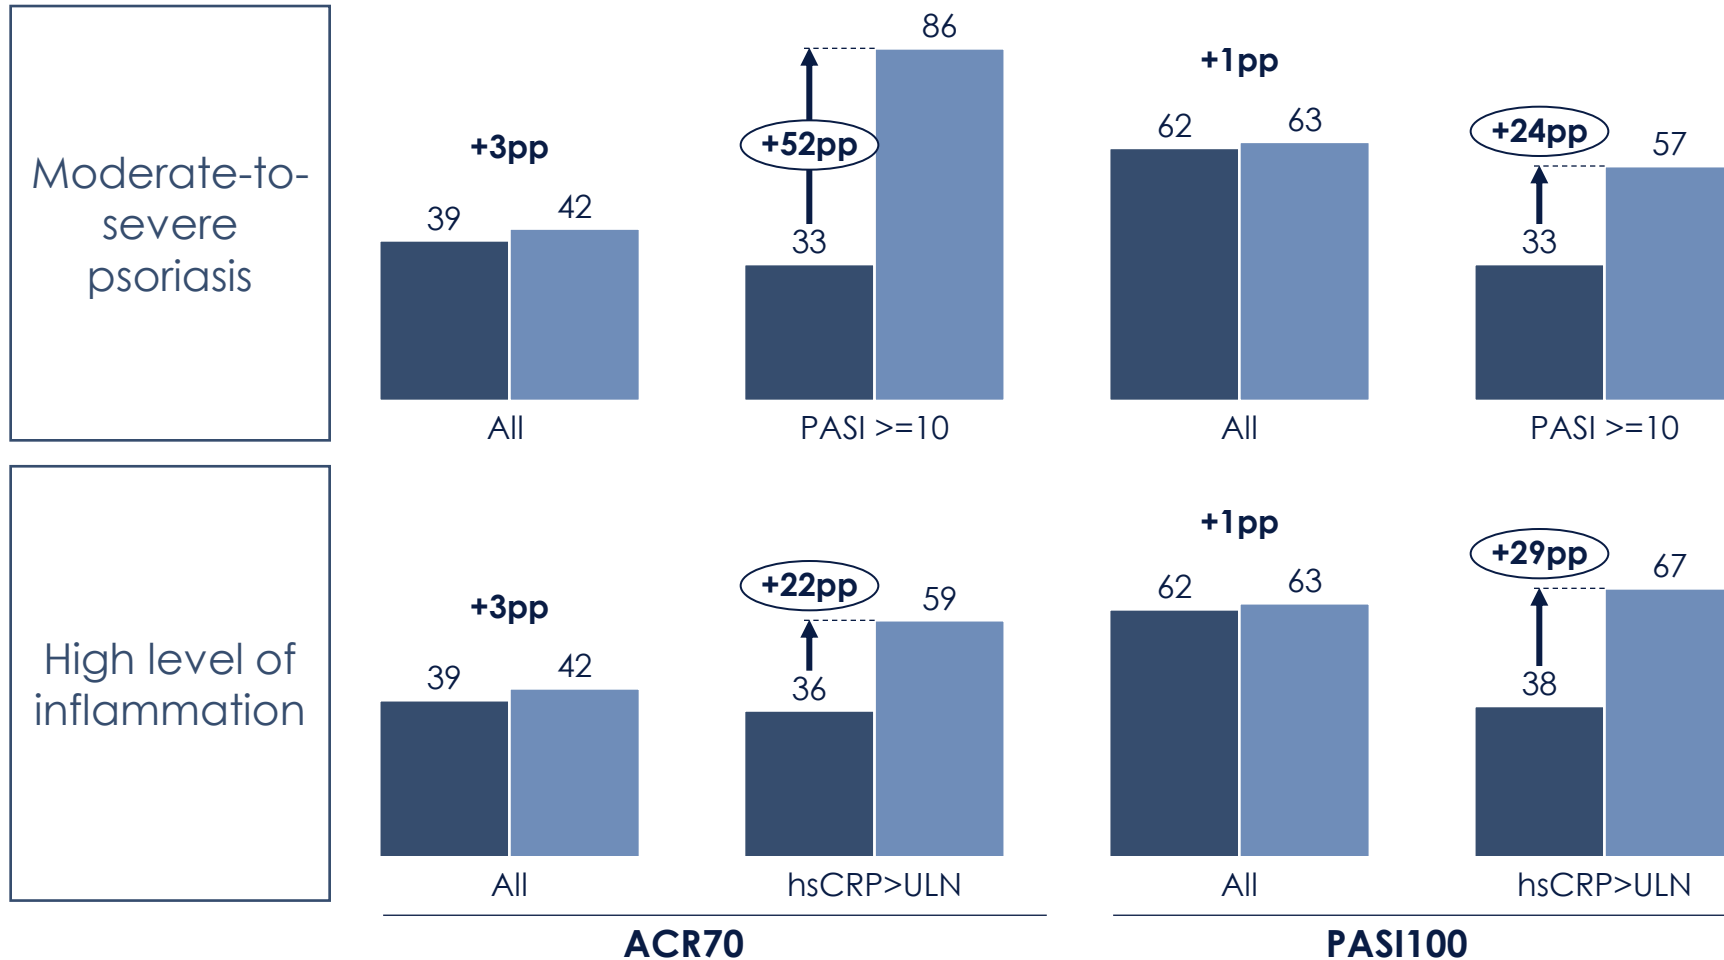 Moderate-to-
severe
psoriasis
+3pp
39
42
All
+52pp
33
86
PASI >=10
+1pp
62
63
All
+24pp
33
57
PASI >=10
High level of
inflammation
+3pp
39
42
All
+22pp
36
59
hsCRP>ULN
+1pp
62
63
All
+29pp
38
67
hsCRP>ULN
ACR70
PASI100